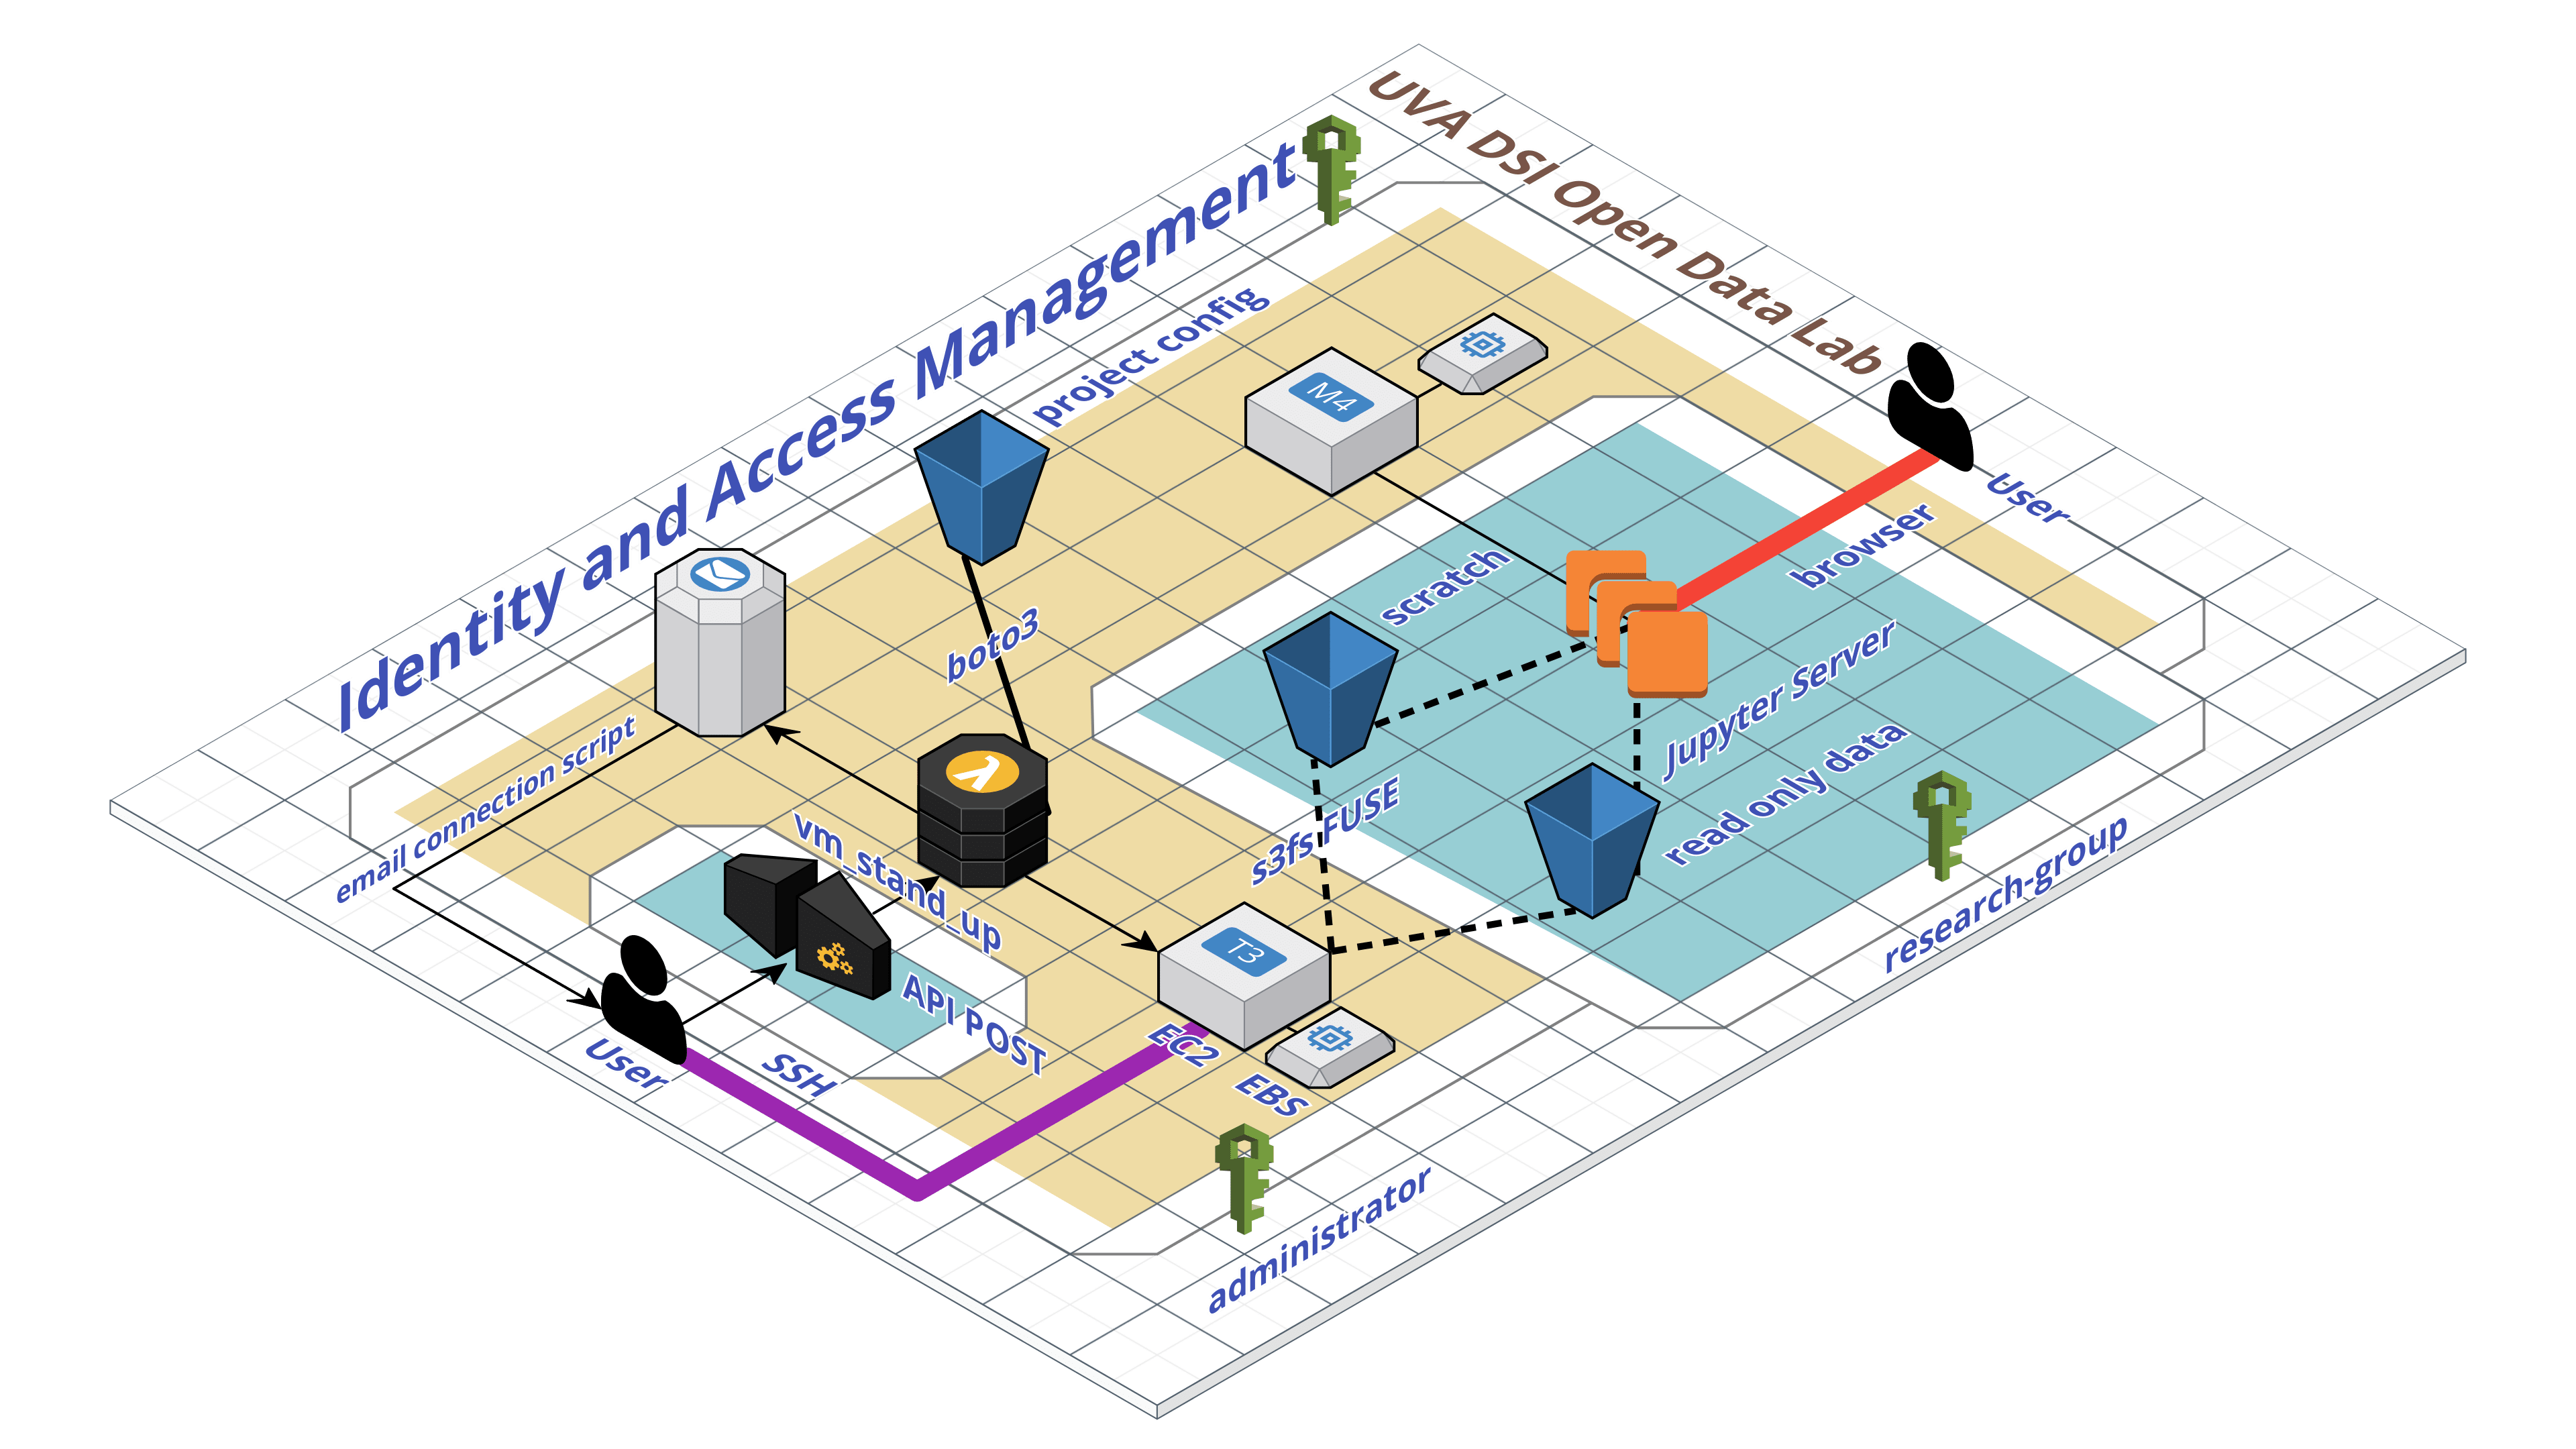 UVA DSI Open Data Lab
Identity and Access Management
project config
M4
User
browser
scratch
boto3
Jupyter Server
email connection script
read only data
s3fs FUSE
vm_stand_up
research-group
T3
API POST
EC2
User
SSH
EBS
administrator